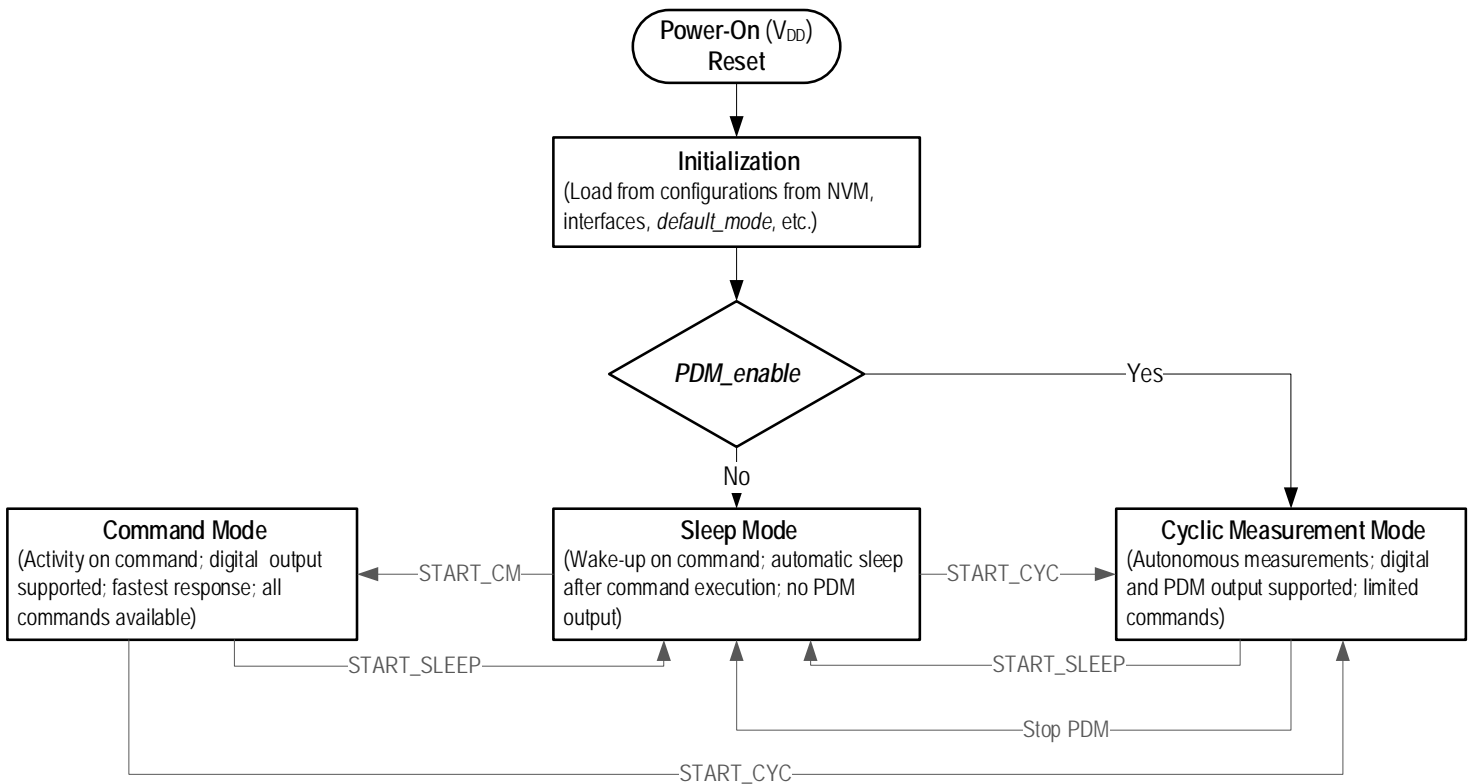 Power-On (VDD)
Reset
Initialization
(Load from configurations from NVM,
interfaces, default_mode, etc.)
PDM_enable
Yes
No
Command Mode
(Activity on command; digital output
supported; fastest response; all
commands available)
START_CM
Sleep Mode
(Wake-up on command; automatic sleep
after command execution; no PDM
output)
START_CYC
Cyclic Measurement Mode
(Autonomous measurements; digital
and PDM output supported; limited
commands)
START_SLEEP
START_SLEEP
Stop PDM
START_CYC